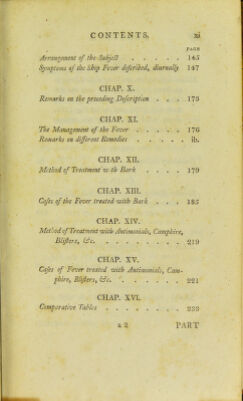 CONTENTS. xi
PAGE
Arrangement of the Subject . . . . . . 145
Symptoms of the Ship Fever described, diurnally 147
CHAP. X.
Remarks on the preceding Description . . . 173
CHAP. XI.
The Management of the Fever . . . . . 176
Remarks on different Remedies . . . . . ib.
CHAP. XII.
Method of Treatment with Bark . . . . 179
CHAP. XIII.
Cases of the Fever treated with Bark . . . 185
CHAP. XIV.
Method of Treatment with Antimonials, Camphire,
Blisters, &c. . . . . . . . . . 219
CHAP. XV.
Cases of Fever treated with Antimonials, Cam-
phire, Blisters, &c. . . . . . . . . 221
CHAP. XVI.
Comparative Tables . . . . . . . . 233
a 2 PART